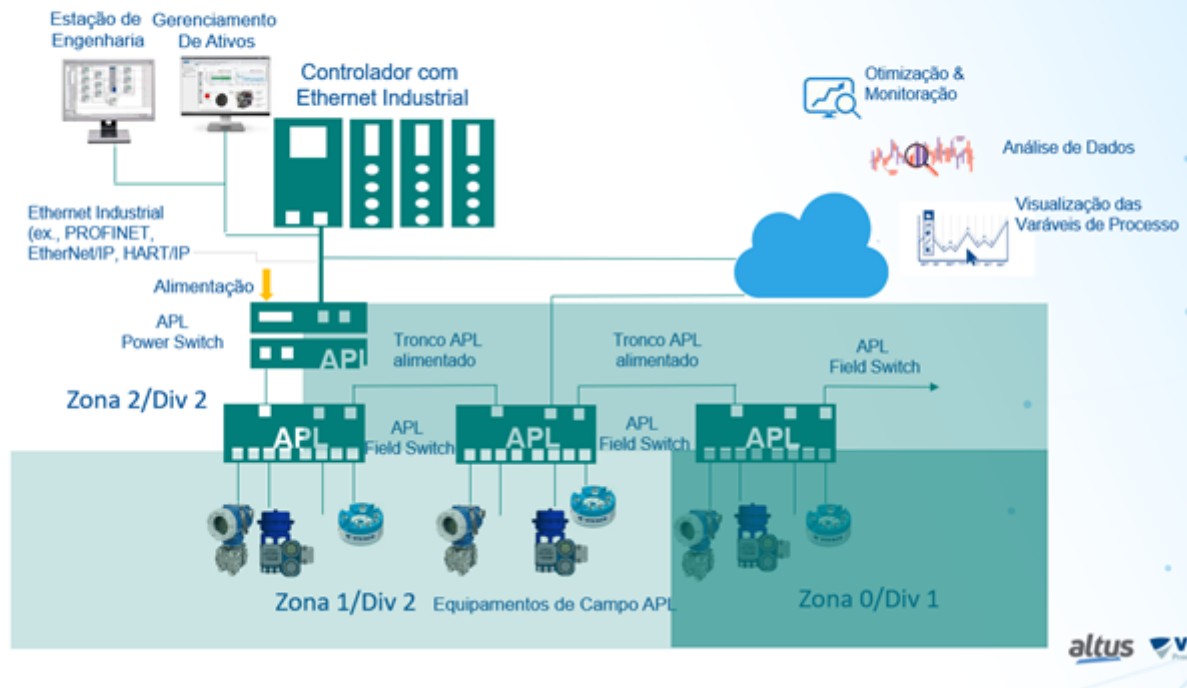 Estação de
Engenharia
Gerenciamento
De Ativos
Controlador com
Ethernet Industrial
Otimização &
Monitoração
Análise de Dados
Visualização das
Varáveis de Processo
Ethernet Industrial
(ex., PROFINET,
EtherNet/IP, HART/IP
Alimentação
APL
Power Switch
APL
Tronco APL
alimentado
Tronco APL
alimentado
APL
Field Switch
Zona 2/Div 2
APL
APL
Field Switch
APL
APL
Field Switch
APL
Zona 1/Div 2
Equipamentos de Campo APL
Zona 0/Div 1
altus